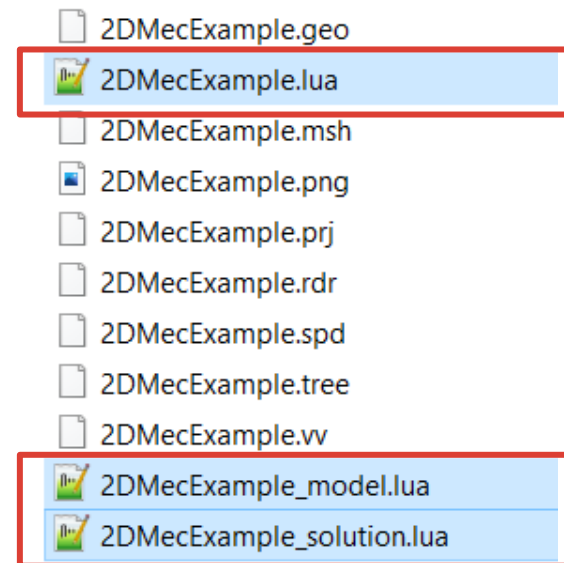 2DMecExample.geo
2DMecExample.lua
2DMecExample.msh
2DMecExample.png
2DMecExample.prj
2DMecExample.rdr
2DMecExample.spd
2DMecExample.tree
2DMecExample.vv
2DMecExample_model.lua
2DMecExample_solution.lua